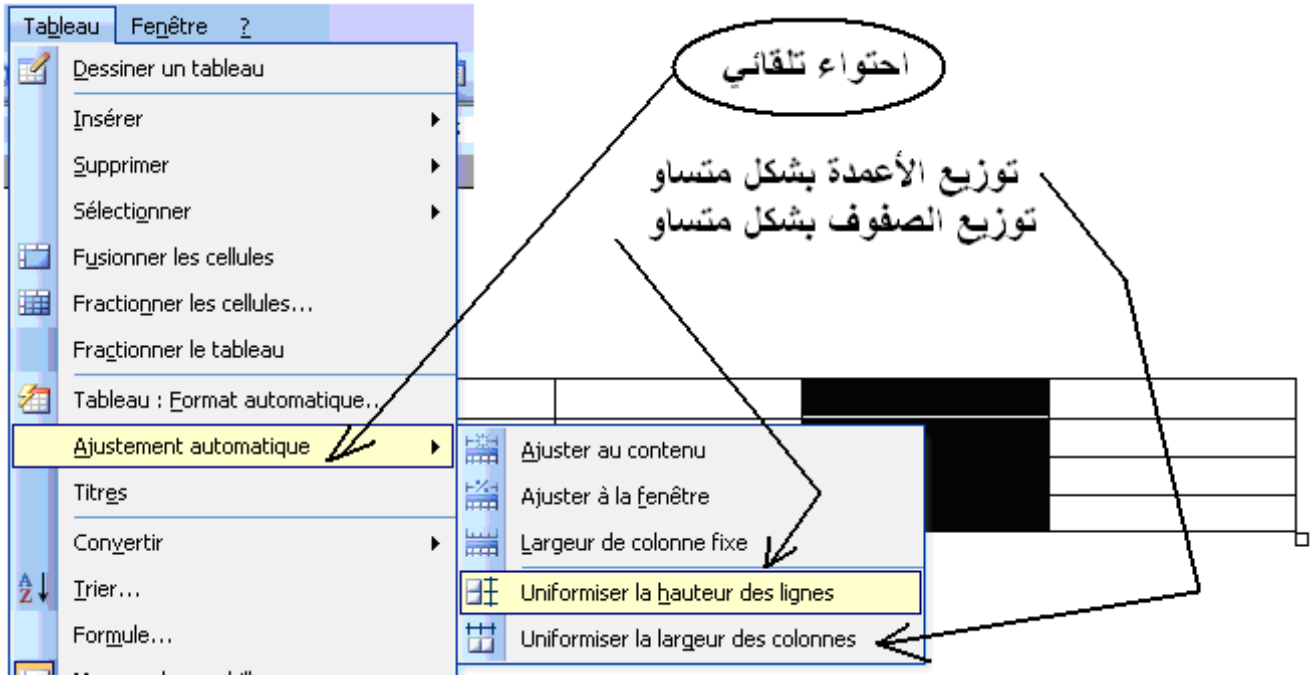 Tableau Fenêtre ?
Dessiner un tableau
Insérer
Supprimer
Sélectionner
Fusionner les cellules
Fractionner les cellules...
Fractionner le tableau
Tableau : Format automatique...
Ajustement automatique
Titres
Convertir
Trier...
Formule...
احتواء تلقائي
توزيع الأعمدة بشكل متساو
توزيع الصفوف بشكل متساو
Ajuster au contenu
Ajuster à la fenêtre
Largeur de colonne fixe
Uniformiser la hauteur des lignes
Uniformiser la largeur des colonnes